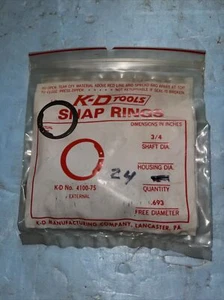 K-D TOOLS
SNAP RINGS
DIMENSIONS IN INCHES
3/4
SHAFT DIA.
HOUSING DIA.
24
QUANTITY
K-D No. 4100-75
EXTERNAL
.693
FREE DIAMETER
K-D MANUFACTURING COMPANY, LANCASTER, PA.